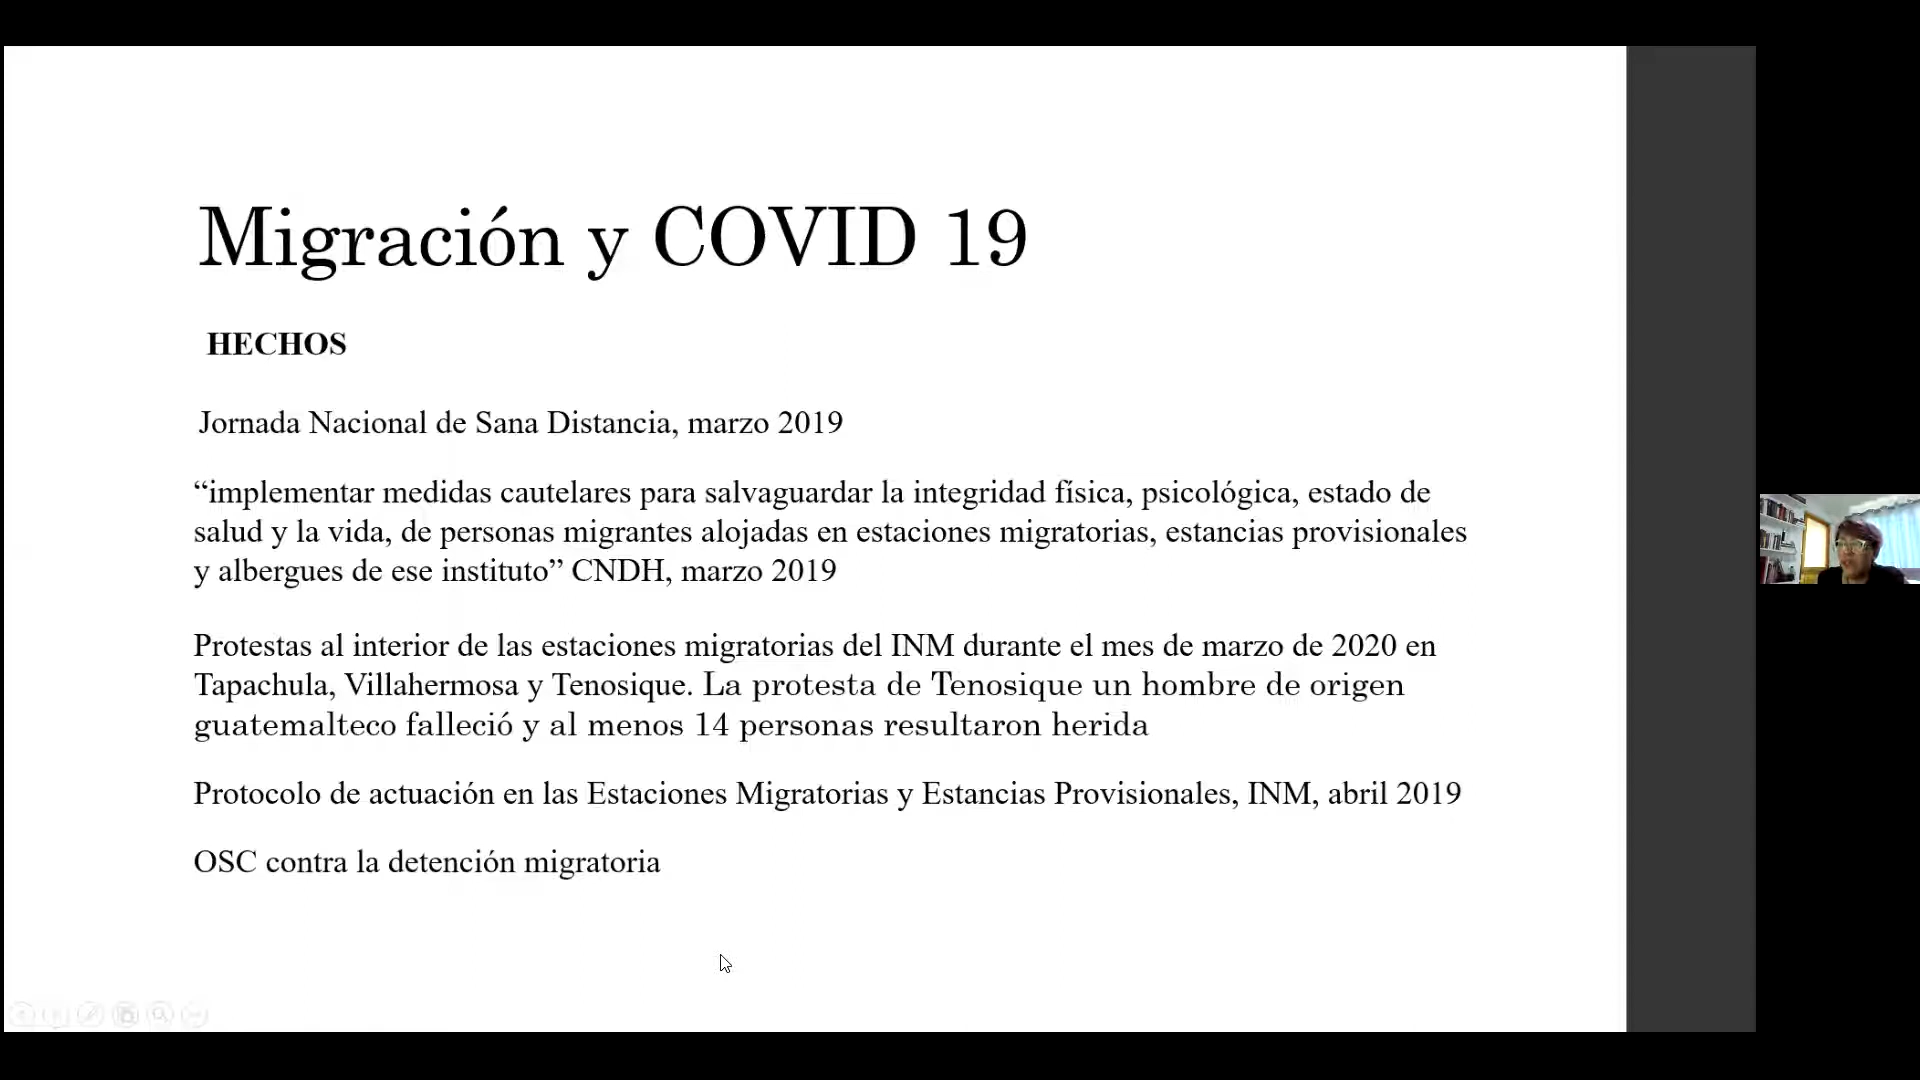 Migración y COVID 19
HECHOS
Jornada Nacional de Sana Distancia, marzo 2019
“implementar medidas cautelares para salvaguardar la integridad física, psicológica, estado de
salud y la vida, de personas migrantes alojadas en estaciones migratorias, estancias provisionales
y albergues de ese instituto” CNDH, marzo 2019
Protestas al interior de las estaciones migratorias del INM durante el mes de marzo de 2020 en
Tapachula, Villahermosa y Tenosique. La protesta de Tenosique un hombre de origen
guatemalteco falleció y al menos 14 personas resultaron herida
Protocolo de actuación en las Estaciones Migratorias y Estancias Provisionales, INM, abril 2019
OSC contra la detención migratoria